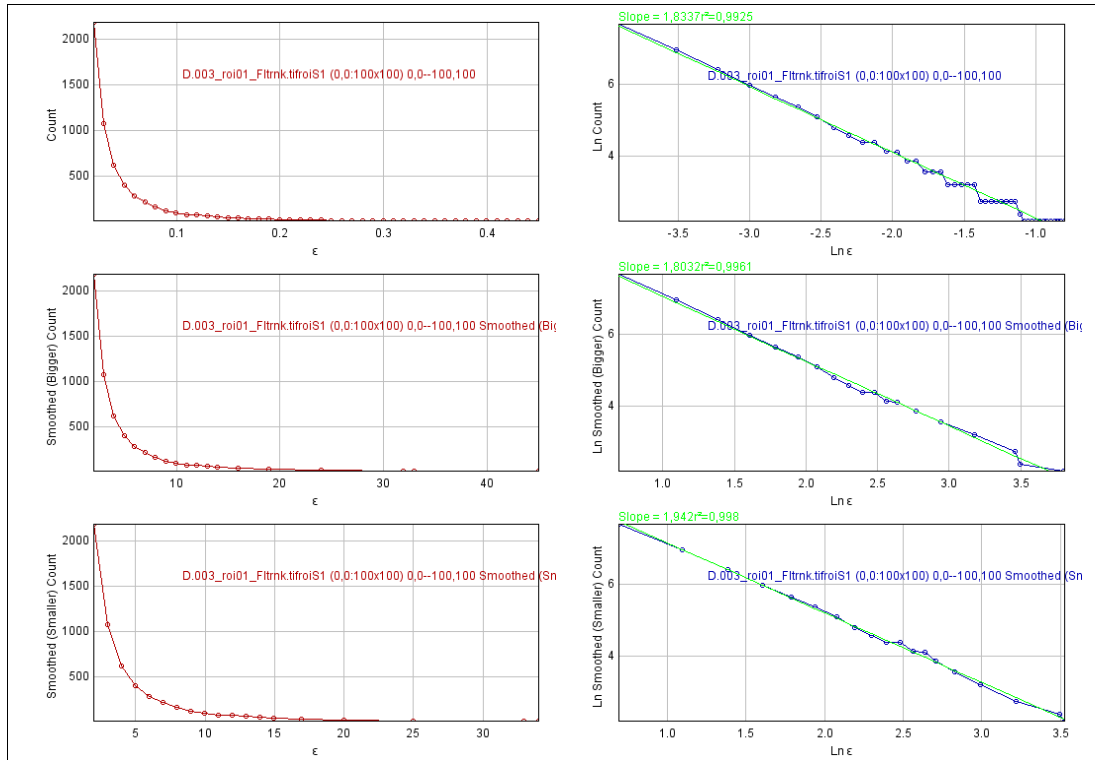 Slope = 1,8337r²=0,9925
2000
1500
1000
500
Count
D.003_roi01_Fltrnk.tifroiS1 (0,0:100x100) 0,0--100,100
0.1 0.2 0.3 0.4
ε
6
4
Ln Count
D.003_roi01_Fltrnk.tifroiS1 (0,0:100x100) 0,0--100,100
-3.5 -3.0 -2.5 -2.0 -1.5 -1.0
Ln ε
Slope = 1,8032r²=0,9961
2000
1500
1000
500
Smoothed (Bigger) Count
D.003_roi01_Fltrnk.tifroiS1 (0,0:100x100) 0,0--100,100 Smoothed (Bigg
10 20 30 40
ε
6
4
Ln Smoothed (Bigger) Count
D.003_roi01_Fltrnk.tifroiS1 (0,0:100x100) 0,0--100,100 Smoothed (Big
1.0 1.5 2.0 2.5 3.0 3.5
Ln ε
Slope = 1,942r²=0,998
2000
1500
1000
500
Smoothed (Smaller) Count
D.003_roi01_Fltrnk.tifroiS1 (0,0:100x100) 0,0--100,100 Smoothed (Sm
5 10 15 20 25 30
ε
6
4
Ln Smoothed (Smaller) Count
D.003_roi01_Fltrnk.tifroiS1 (0,0:100x100) 0,0--100,100 Smoothed (Sn
1.0 1.5 2.0 2.5 3.0 3.5
Ln ε